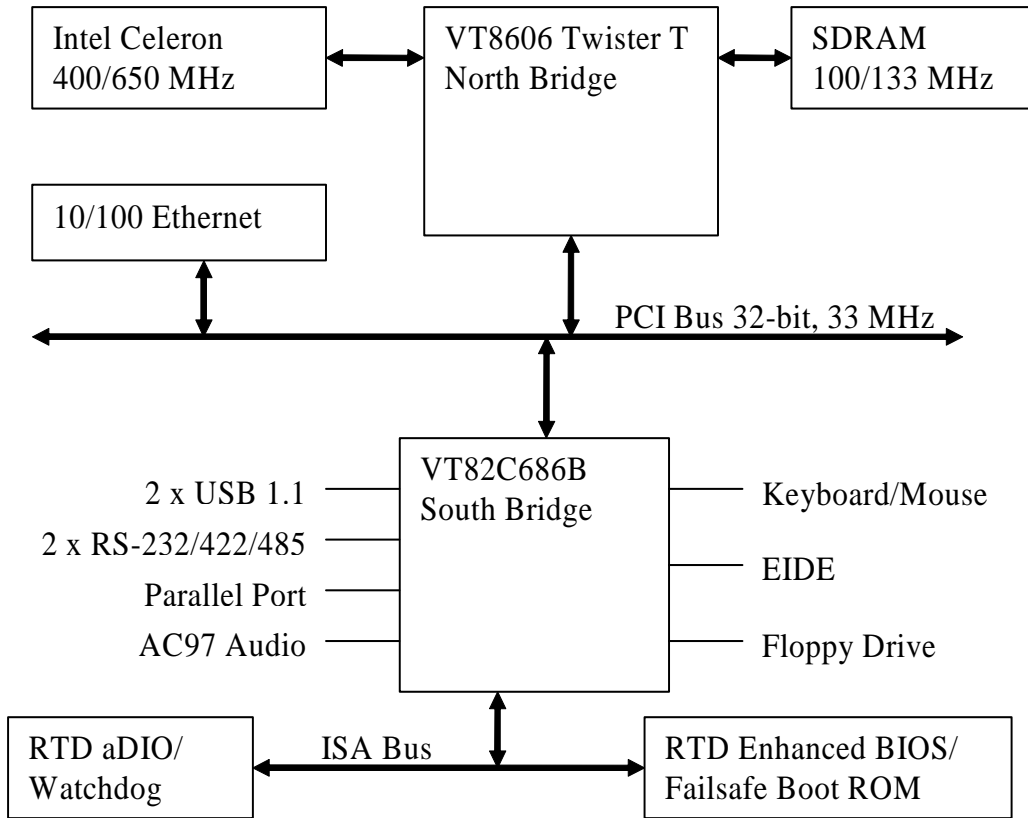 Intel Celeron
400/650 MHz
VT8606 Twister T
North Bridge
SDRAM
100/133 MHz
10/100 Ethernet
PCI Bus 32-bit, 33 MHz
VT82C686B
South Bridge
2 x USB 1.1
2 x RS-232/422/485
Parallel Port
AC97 Audio
Keyboard/Mouse
EIDE
Floppy Drive
RTD aDIO/
Watchdog
ISA Bus
RTD Enhanced BIOS/
Failsafe Boot ROM